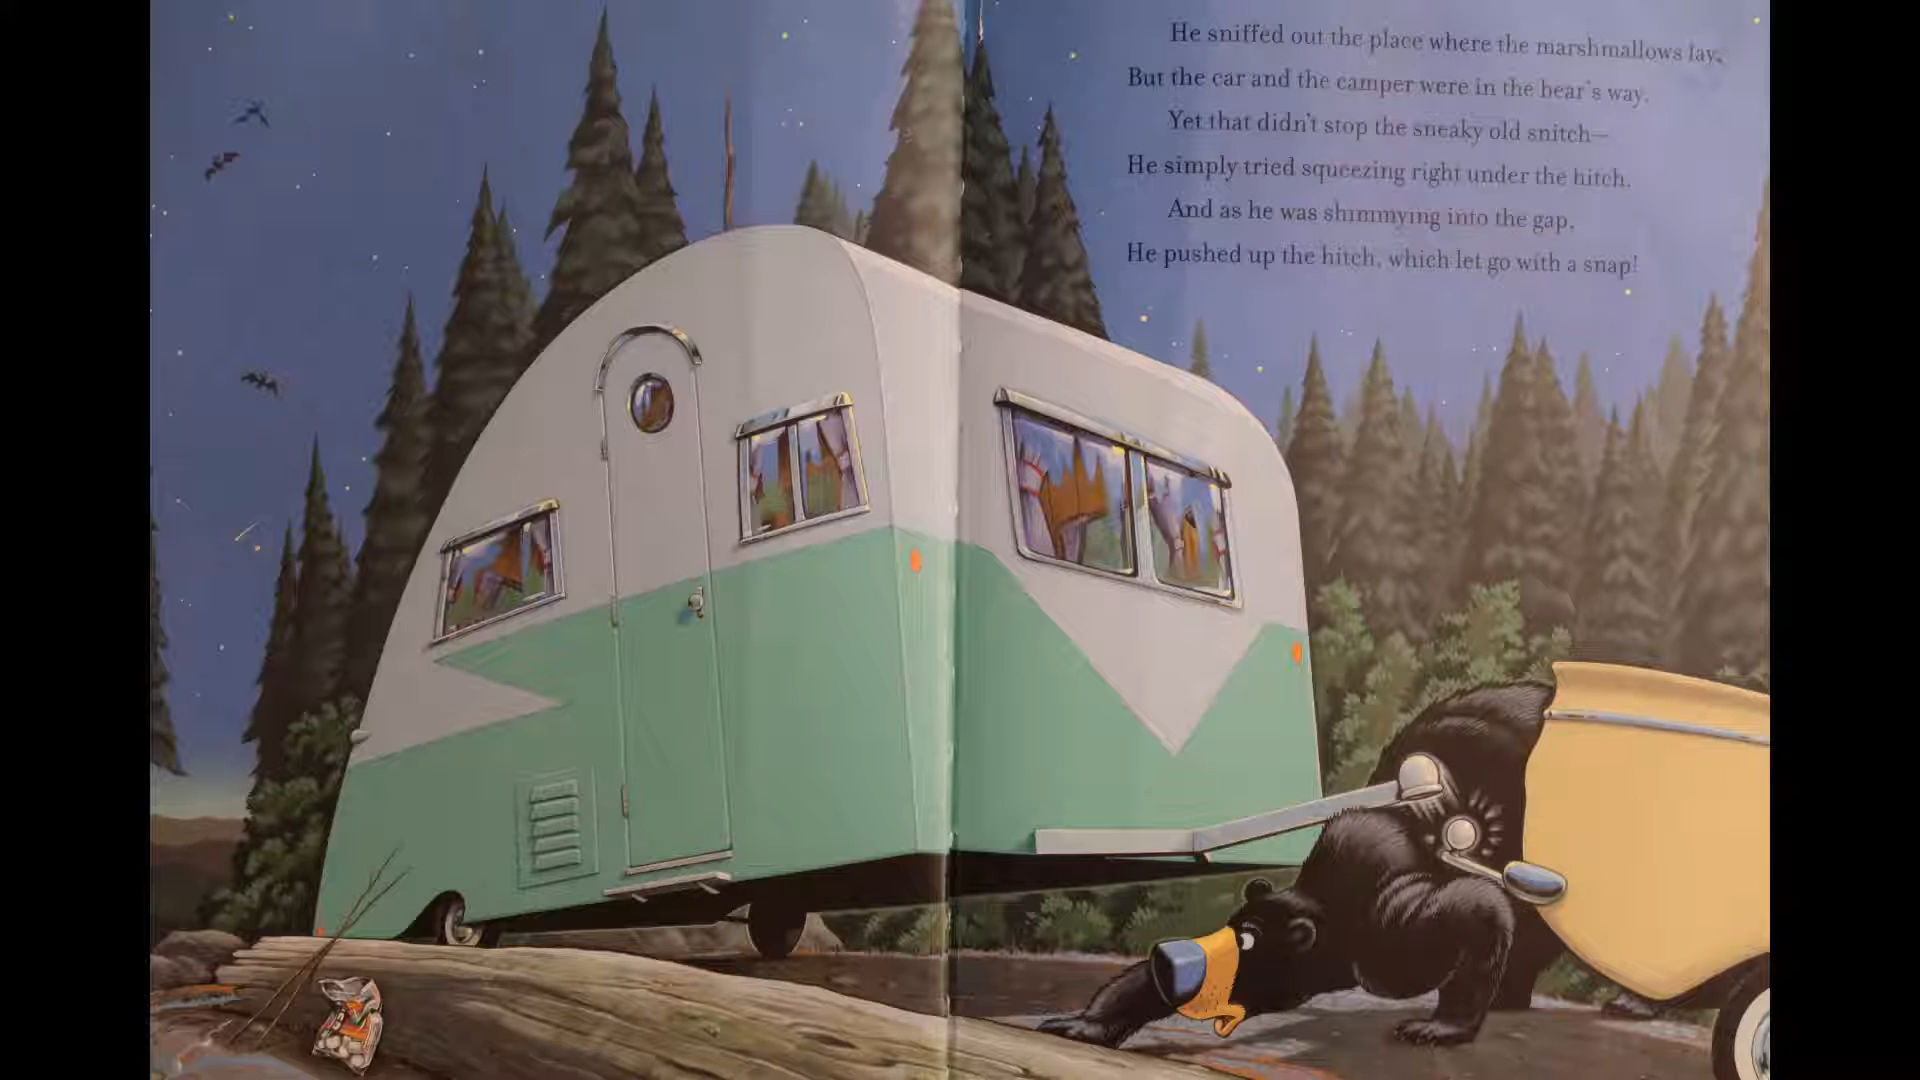 He sniffed out the place where the marshmallows lay,
But the car and the camper were in the bear's way.
Yet that didn't stop the sneaky old snitch—
He simply tried squeezing right under the hitch.
And as he was shimmying into the gap,
He pushed up the hitch, which let go with a snap!